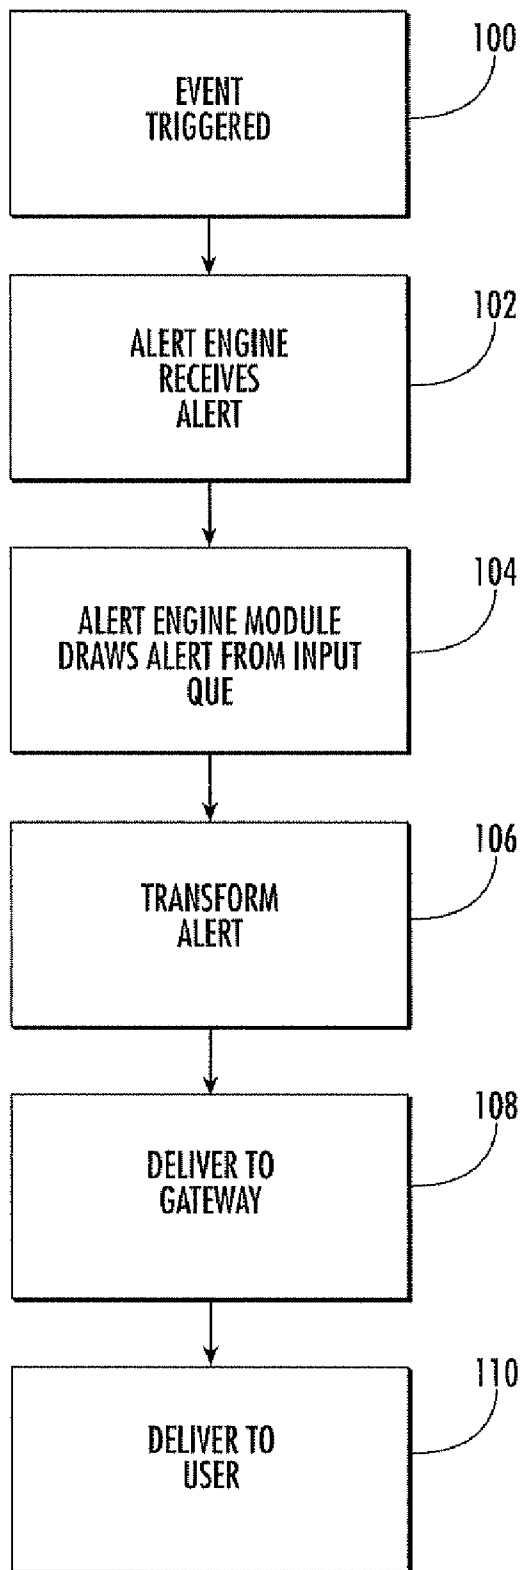 100
EVENT
TRIGGERED
102
ALERT ENGINE
RECEIVES
ALERT
104
ALERT ENGINE MODULE
DRAWS ALERT FROM INPUT
QUE
106
TRANSFORM
ALERT
108
DELIVER TO
GATEWAY
110
DELIVER TO
USER